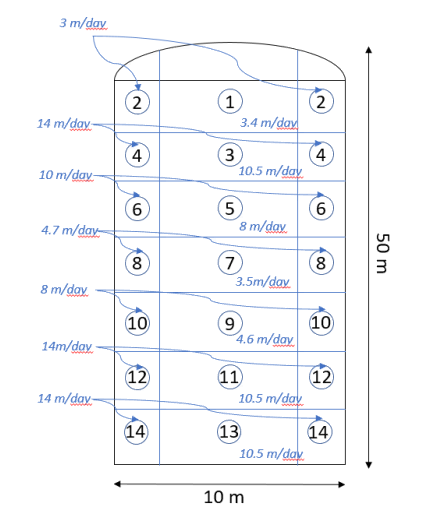 3 m/day
2 1 2
14 m/day 3.4 m/day
4 3 4
10 m/day 10.5 m/day
6 5 6
4.7 m/day 8 m/day
8 7 8
8 m/day 3.5m/day
10 9 10
4.6 m/day
14m/day
12 11 12
14 m/day 10.5 m/day
14 13 14
10.5 m/day
50 m
10 m